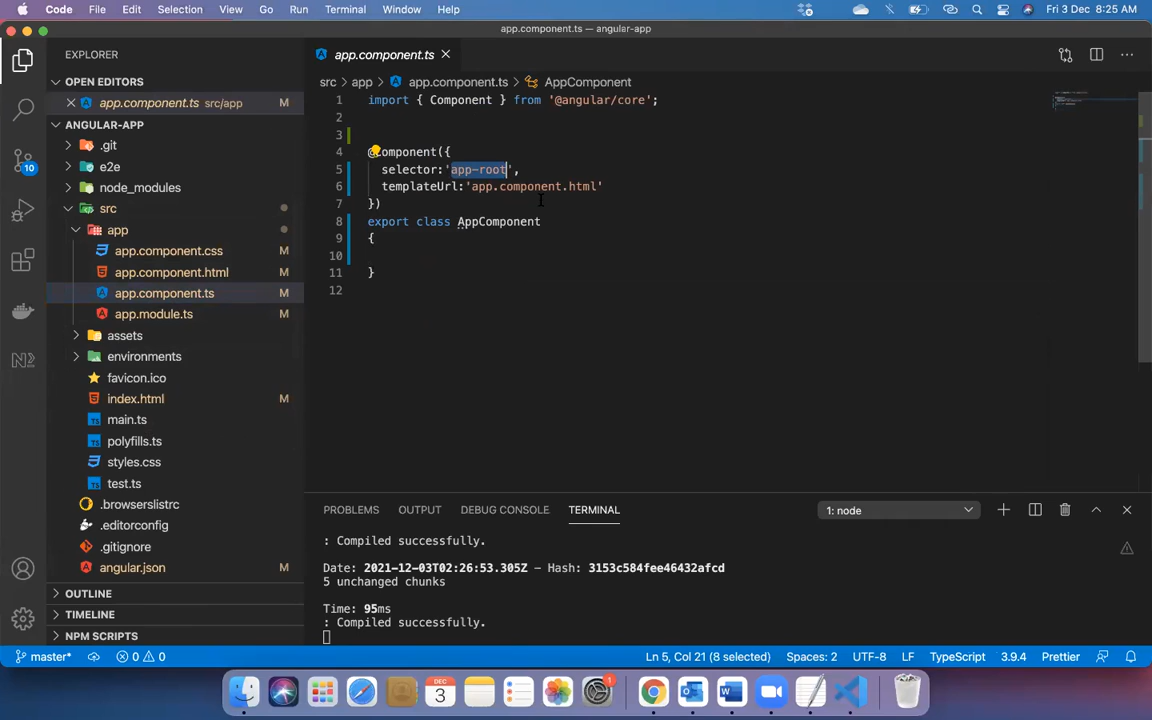 Code File Edit Selection View Go Run Terminal Window Help Fri 3 Dec 8:25 AM
app.component.ts — angular-app
EXPLORER
app.component.ts
OPEN EDITORS
src > app > app.component.ts > AppComponent
app.component.ts src/app M
1 import { Component } from '@angular/core';
ANGULAR-APP
2
.git
3
e2e
4 @Component({
node_modules
5 selector:'app-root',
10
6 templateUrl:'app.component.html'
src
7 })
app
8 export class AppComponent
app.component.css M
9 {
app.component.html M
10
app.component.ts M
11 }
app.module.ts M
12
assets
environments
favicon.ico
index.html M
main.ts
polyfills.ts
styles.css
test.ts
.browserslistrc
.editorconfig
.gitignore
angular.json M
OUTLINE
TIMELINE
NPM SCRIPTS
PROBLEMS OUTPUT DEBUG CONSOLE TERMINAL 1: node
: Compiled successfully.
Date: 2021-12-03T02:26:53.305Z – Hash: 3153c584fee46432afcd
5 unchanged chunks
Time: 95ms
: Compiled successfully.
master* 0 0 Ln 5, Col 21 (8 selected) Spaces: 2 UTF-8 LF TypeScript 3.9.4 Prettier
DEC
3
1